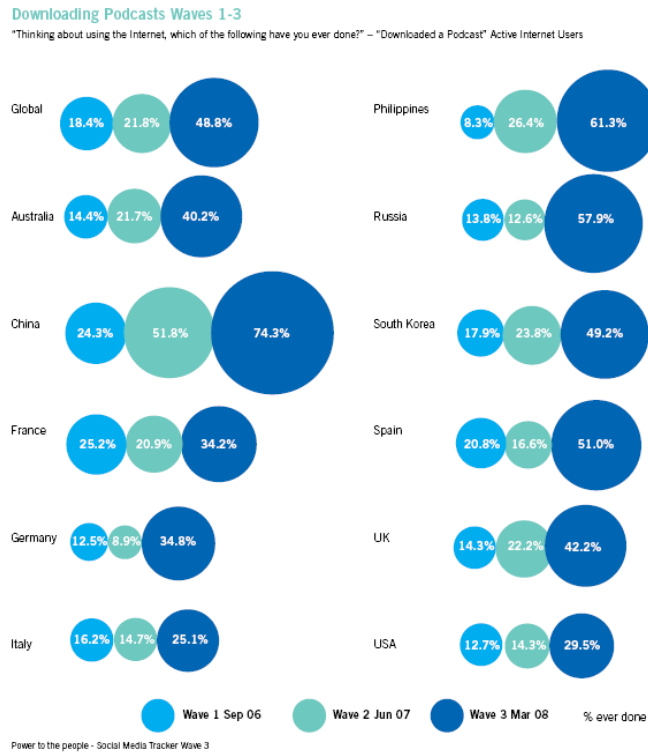 Downloading Podcasts Waves 1-3
"Thinking about using the Internet, which of the following have you ever done?" – "Downloaded a Podcast" Active Internet Users
Global 18.4% 21.8% 48.8%
Australia 14.4% 21.7% 40.2%
China 24.3% 51.8% 74.3%
France 25.2% 20.9% 34.2%
Germany 12.5% 8.9% 34.8%
Italy 16.2% 14.7% 25.1%
Philippines 8.3% 26.4% 61.3%
Russia 13.8% 12.6% 57.9%
South Korea 17.9% 23.8% 49.2%
Spain 20.8% 16.6% 51.0%
UK 14.3% 22.2% 42.2%
USA 12.7% 14.3% 29.5%
Wave 1 Sep 06 Wave 2 Jun 07 Wave 3 Mar 08 % ever done
Power to the people - Social Media Tracker Wave 3